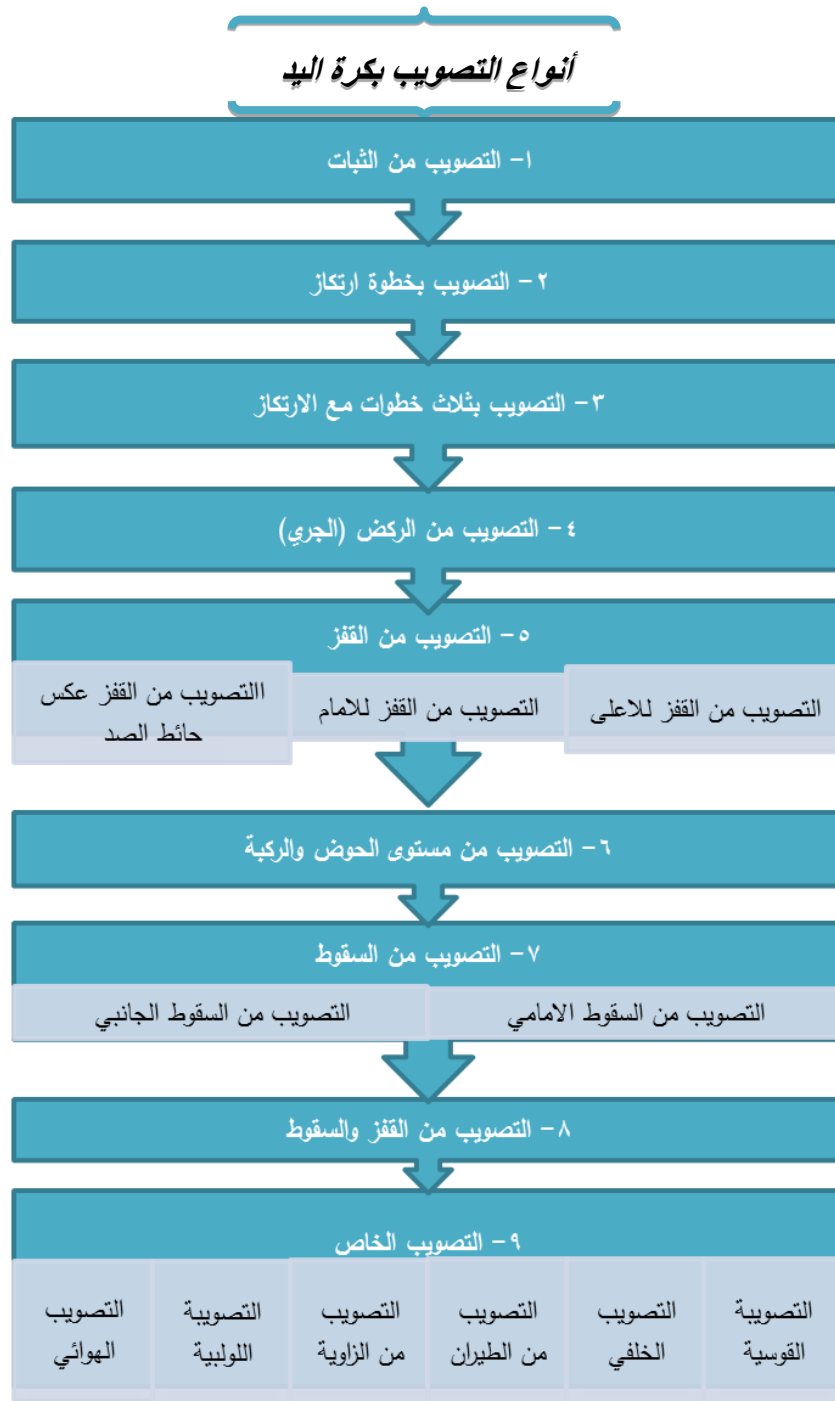 أنواع التصويب بكرة اليد
١- التصويب من الثبات
٢- التصويب بخطوة ارتكاز
٣- التصويب بثلاث خطوات مع الارتكاز
٤- التصويب من الركض (الجري)
٥- التصويب من القفز
التصويب من القفز للاعلى
التصويب من القفز للامام
االتصويب من القفز عكس
حائط الصد
٦- التصويب من مستوى الحوض والركبة
٧- التصويب من السقوط
التصويب من السقوط الامامي
التصويب من السقوط الجانبي
٨- التصويب من القفز والسقوط
٩- التصويب الخاص
التصويبة
القوسية
التصويب
الخلفي
التصويب
من الطيران
التصويب
من الزاوية
التصويبة
اللولبية
التصويب
الهوائي